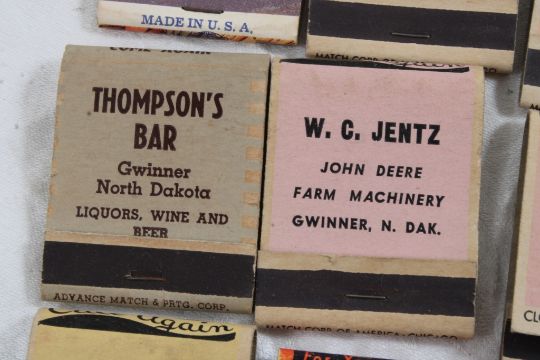 MADE IN U. S. A.
THOMPSON'S
BAR
Gwinner
North Dakota
LIQUORS, WINE AND
BEER
ADVANCE MATCH & PRTG. CORP.
W. C. JENTZ
JOHN DEERE
FARM MACHINERY
GWINNER, N. DAK.
MATCH CORP OF AMERICA, CHICAGO
Again